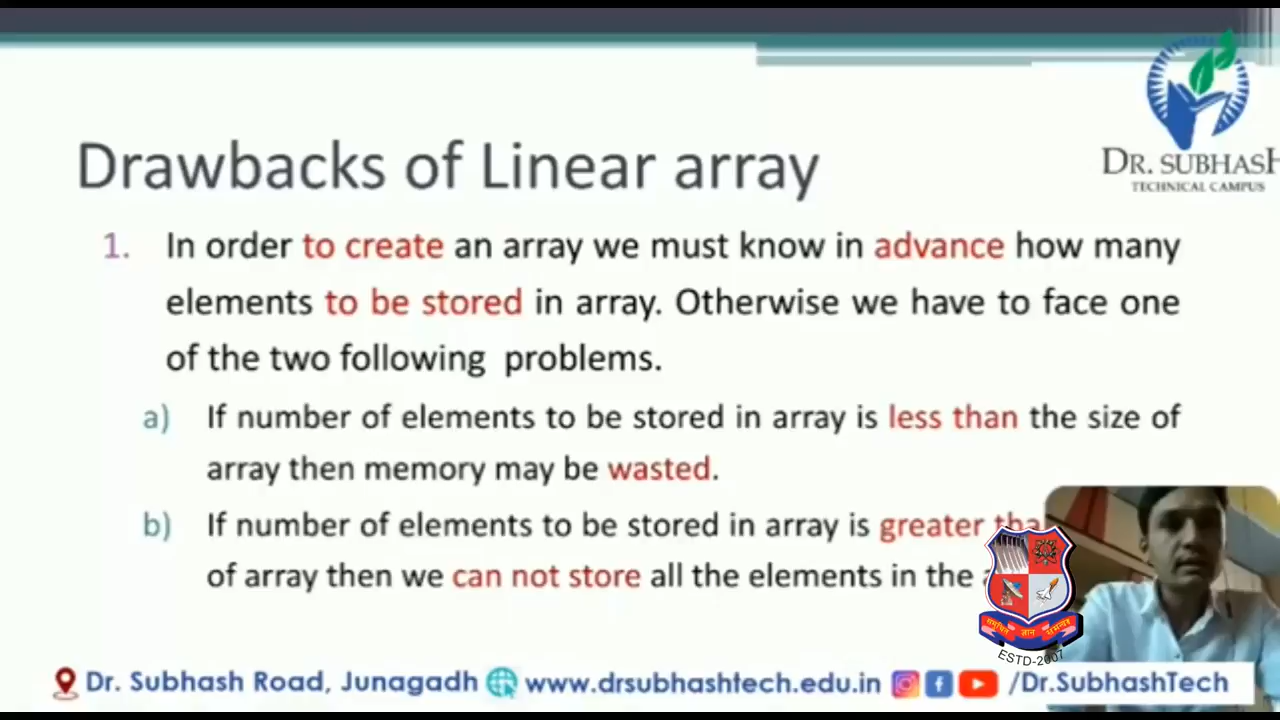 DR. SUBHASH
TECHNICAL CAMPUS
Drawbacks of Linear array
1. In order to create an array we must know in advance how many
elements to be stored in array. Otherwise we have to face one
of the two following problems.
a) If number of elements to be stored in array is less than the size of
array then memory may be wasted.
b) If number of elements to be stored in array is greater
of array then we can not store all the elements in the
ESTD-2007
Dr. Subhash Road, Junagadh www.drsubhashtech.edu.in /Dr.SubhashTech